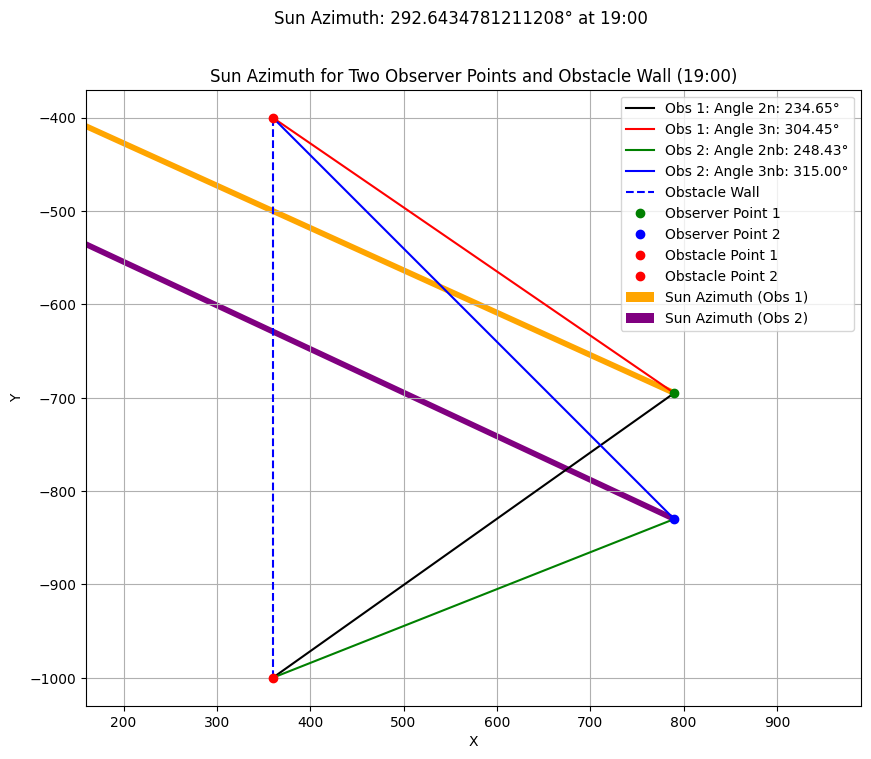 Sun Azimuth: 292.6434781211208° at 19:00
Sun Azimuth for Two Observer Points and Obstacle Wall (19:00)
Obs 1: Angle 2n: 234.65°
Obs 1: Angle 3n: 304.45°
Obs 2: Angle 2nb: 248.43°
Obs 2: Angle 3nb: 315.00°
Obstacle Wall
Observer Point 1
Observer Point 2
Obstacle Point 1
Obstacle Point 2
Sun Azimuth (Obs 1)
Sun Azimuth (Obs 2)
Y
−400
−500
−600
−700
−800
−900
−1000
200 300 400 500 600 700 800 900
X